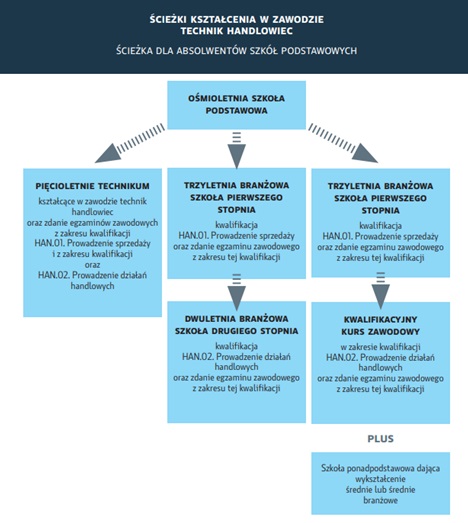 ŚCIEŻKI KSZTAŁCENIA W ZAWODZIE
TECHNIK HANDLOWIEC
ŚCIEŻKA DLA ABSOLWENTÓW SZKÓŁ PODSTAWOWYCH
OŚMIOLETNIA SZKOŁA
PODSTAWOWA
PIĘCIOLETNIE TECHNIKUM
kształcące w zawodzie technik
handlowiec
oraz zdanie egzaminów zawodowych
z zakresu kwalifikacji
HAN.01. Prowadzenie sprzedaży
i z zakresu kwalifikacji
oraz
HAN.02. Prowadzenie działań
handlowych
TRZYLETNIA BRANŻOWA
SZKOŁA PIERWSZEGO
STOPNIA
kwalifikacja
HAN.01. Prowadzenie sprzedaży
oraz zdanie egzaminu zawodowego
z zakresu tej kwalifikacji
DWULETNIA BRANŻOWA
SZKOŁA DRUGIEGO STOPNIA
kwalifikacja
HAN.02. Prowadzenie działań
handlowych
oraz zdanie egzaminu zawodowego
z zakresu tej kwalifikacji
TRZYLETNIA BRANŻOWA
SZKOŁA PIERWSZEGO
STOPNIA
kwalifikacja
HAN.01. Prowadzenie sprzedaży
oraz zdanie egzaminu zawodowego
z zakresu tej kwalifikacji
KWALIFIKACYJNY
KURS ZAWODOWY
w zakresie kwalifikacji
HAN.02. Prowadzenie działań
handlowych
oraz zdanie egzaminu zawodowego
z zakresu tej kwalifikacji
PLUS
Szkoła ponadpodstawowa dająca
wykształcenie
średnie lub średnie
branżowe